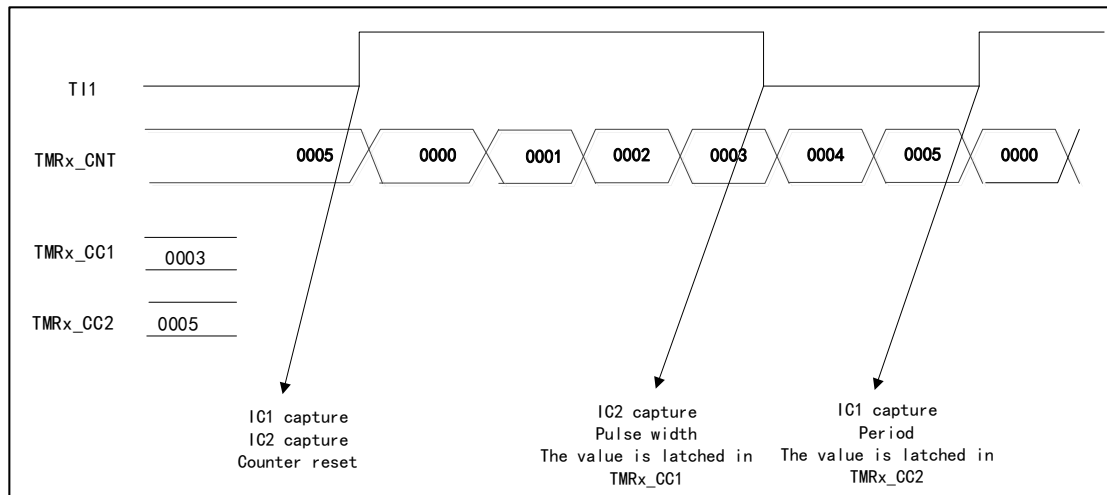 TI1
TMRx_CNT
0005 0000 0001 0002 0003 0004 0005 0000
TMRx_CC1
0003
TMRx_CC2
0005
IC1 capture
IC2 capture
Counter reset
IC2 capture
Pulse width
The value is latched in
TMRx_CC1
IC1 capture
Period
The value is latched in
TMRx_CC2